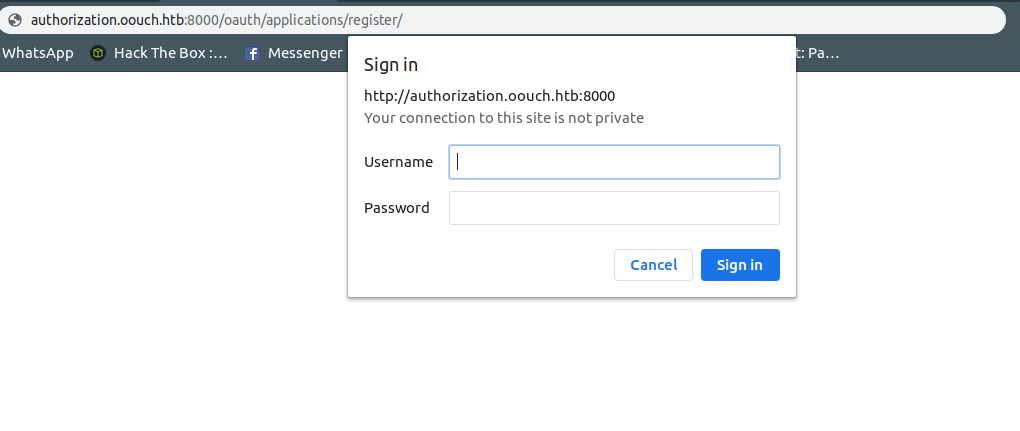 authorization.oouch.htb:8000/oauth/applications/register/
WhatsApp Hack The Box :... Messenger t: Pa...
Sign in
http://authorization.oouch.htb:8000
Your connection to this site is not private
Username
Password
Cancel Sign in